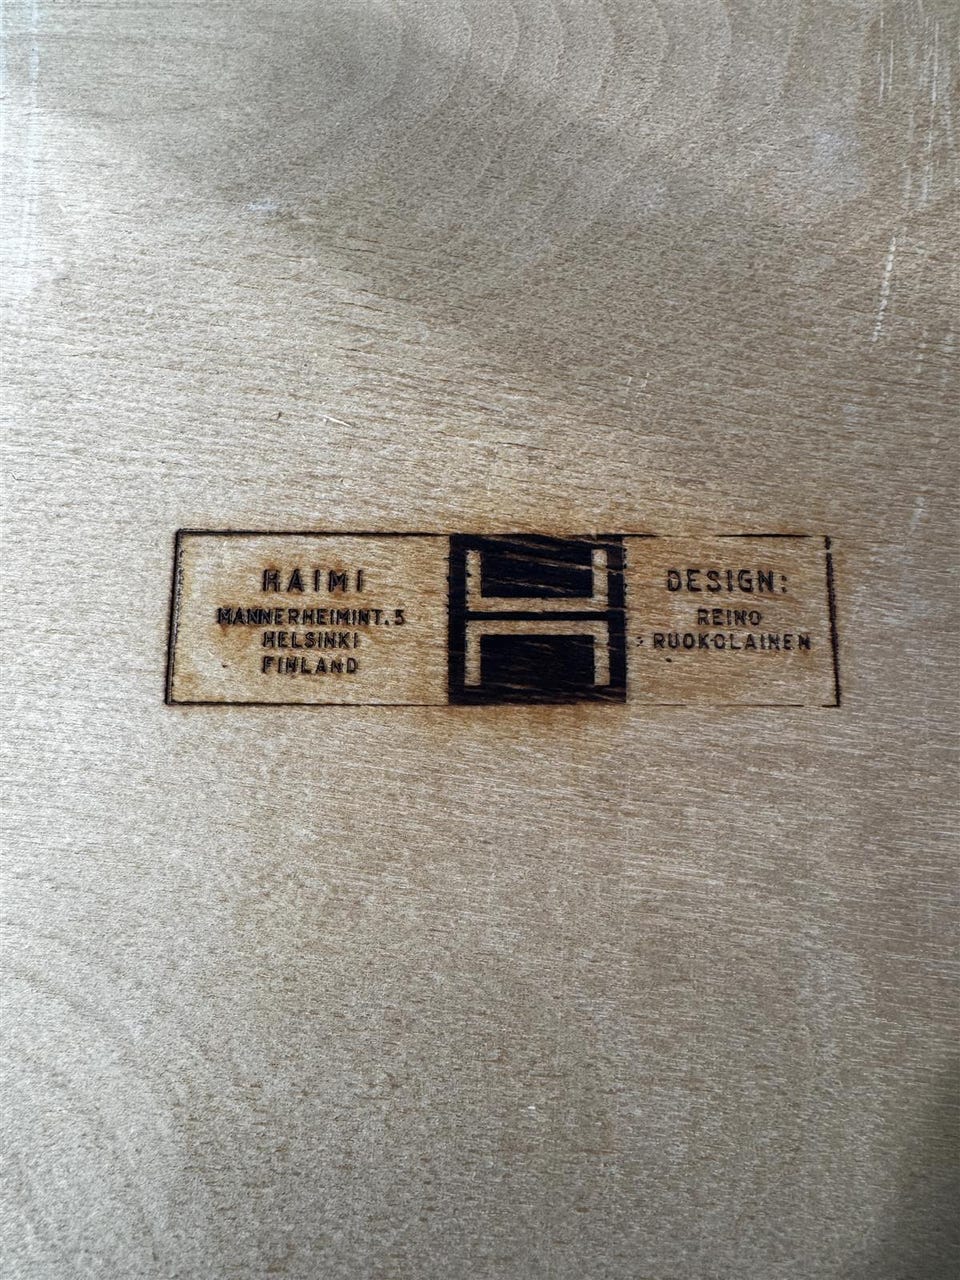 HAIMI
MANNERHEIMINT. 5
HELSINKI
FINLAND
H
DESIGN:
REINO
RUOKOLAINEN